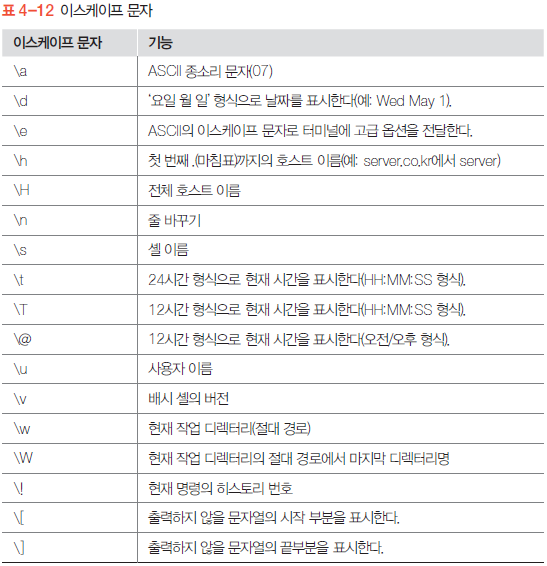 표 4-12 이스케이프 문자
이스케이프 문자 기능
\a ASCII 종소리 문자(07)
\d '요일 월 일' 형식으로 날짜를 표시한다(예: Wed May 1).
\e ASCII의 이스케이프 문자로 터미널에 고급 옵션을 전달한다.
\h 첫 번째 .(마침표)까지의 호스트 이름(예: server.co.kr에서 server)
\H 전체 호스트 이름
\n 줄 바꾸기
\s 셸 이름
\t 24시간 형식으로 현재 시간을 표시한다(HH:MM:SS 형식).
\T 12시간 형식으로 현재 시간을 표시한다(HH:MM:SS 형식).
\@ 12시간 형식으로 현재 시간을 표시한다(오전/오후 형식).
\u 사용자 이름
\v 배시 셸의 버전
\w 현재 작업 디렉터리(절대 경로)
\W 현재 작업 디렉터리의 절대 경로에서 마지막 디렉터리명
\! 현재 명령의 히스토리 번호
\[ 출력하지 않을 문자열의 시작 부분을 표시한다.
\] 출력하지 않을 문자열의 끝부분을 표시한다.